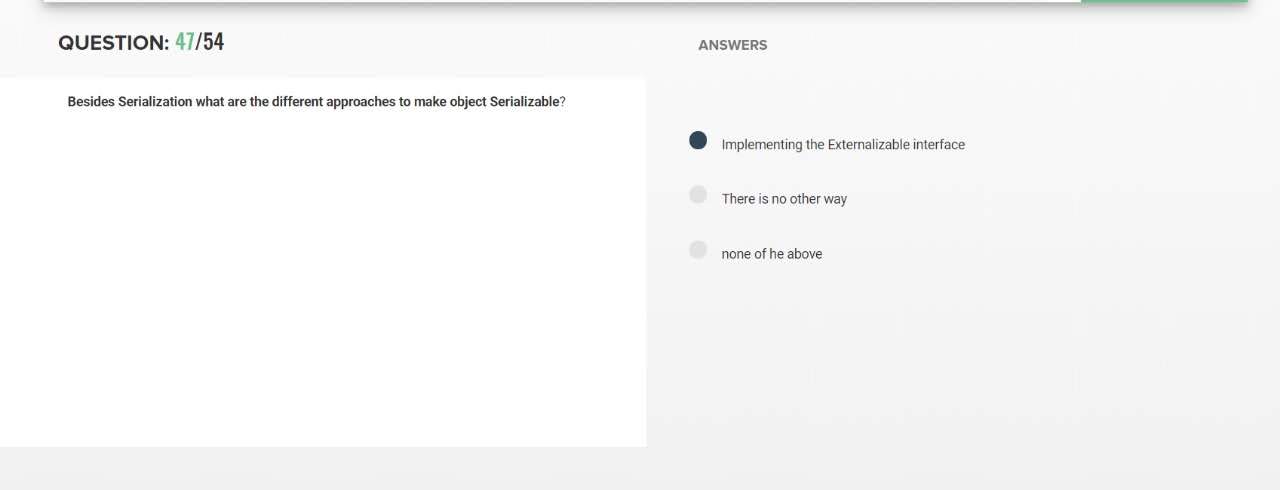 QUESTION: 47/54
Besides Serialization what are the different approaches to make object Serializable?
ANSWERS
Implementing the Externalizable interface
There is no other way
none of he above